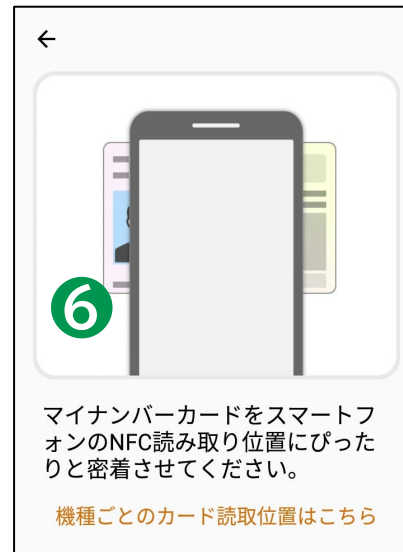 ←
6
マイナンバーカードをスマートフ
ォンのNFC読み取り位置にぴった
りと密着させてください。
機種ごとのカード読取位置はこちら